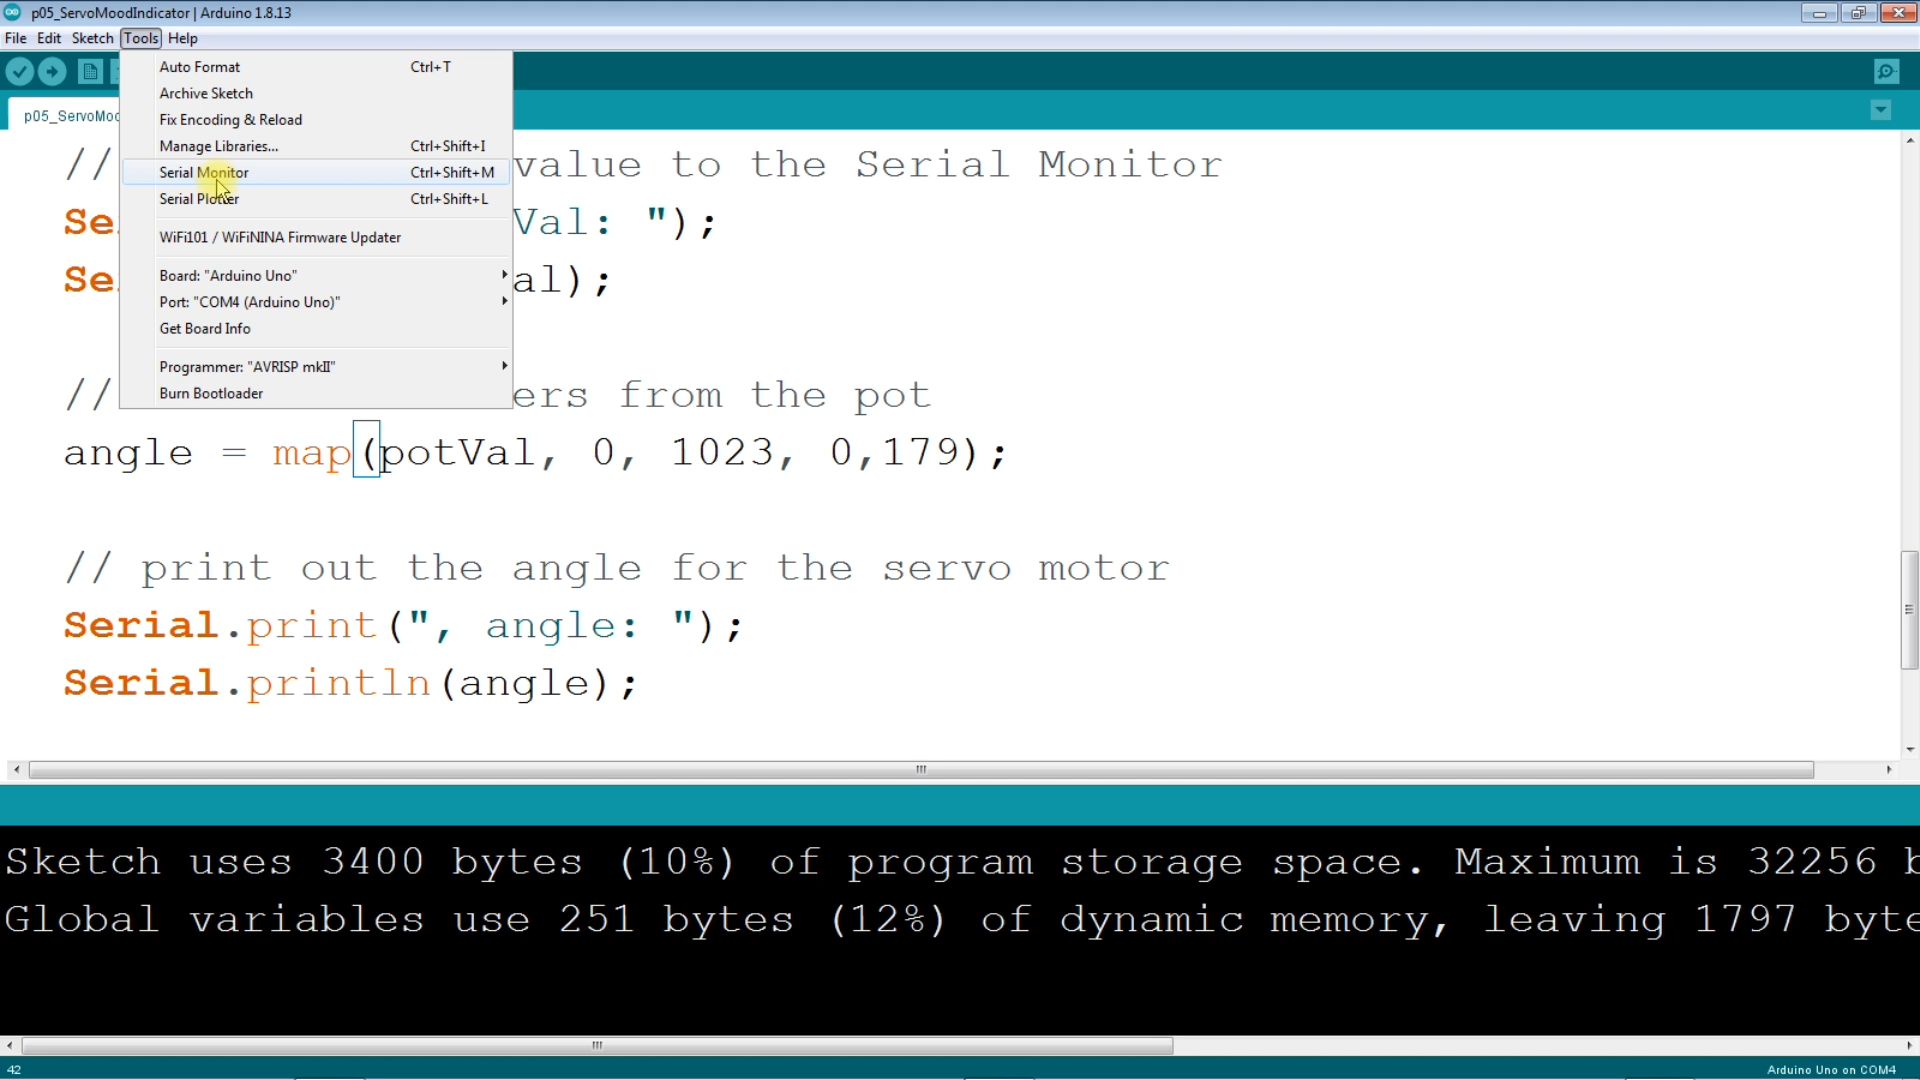 p05_ServoMoodIndicator | Arduino 1.8.13
File Edit Sketch Tools Help
Auto Format Ctrl+T
Archive Sketch
Fix Encoding & Reload
Manage Libraries... Ctrl+Shift+I
Serial Monitor Ctrl+Shift+M
Serial Plotter Ctrl+Shift+L
WiFi101 / WiFiNINA Firmware Updater
Board: "Arduino Uno"
Port: "COM4 (Arduino Uno)"
Get Board Info
Programmer: "AVRISP mkII"
Burn Bootloader
p05_ServoMoo
// value to the Serial Monitor
Se Val: ");
Se al);
// ers from the pot
angle = map(potVal, 0, 1023, 0,179);
// print out the angle for the servo motor
Serial.print(", angle: ");
Serial.println(angle);
Sketch uses 3400 bytes (10%) of program storage space. Maximum is 32256 b
Global variables use 251 bytes (12%) of dynamic memory, leaving 1797 byte
42
Arduino Uno on COM4